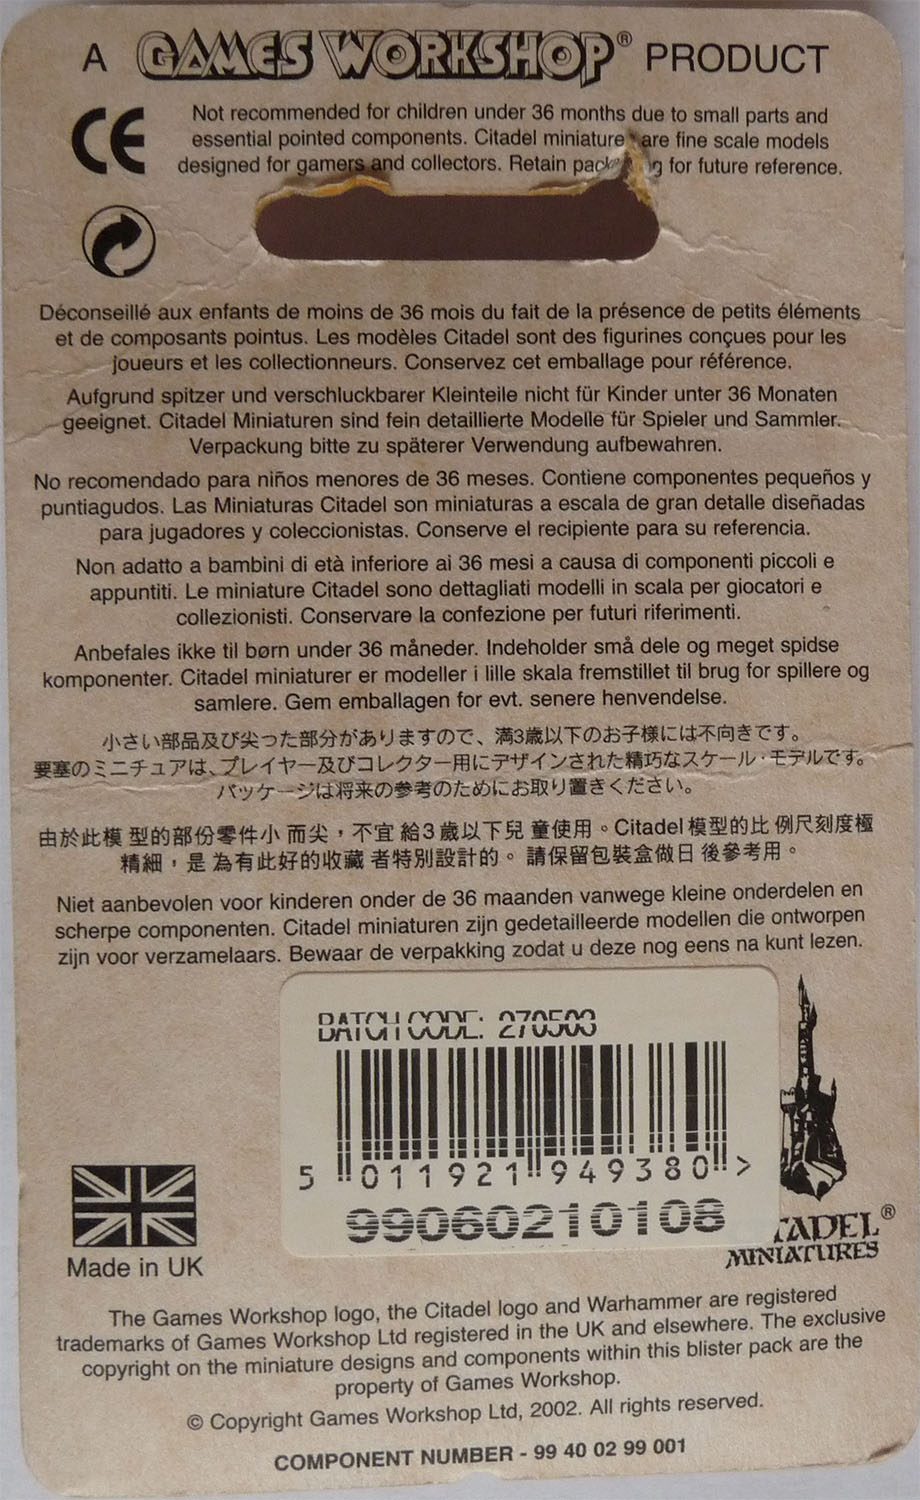 A GAMES WORKSHOP® PRODUCT
CE
Not recommended for children under 36 months due to small parts and
essential pointed components. Citadel miniature are fine scale models
designed for gamers and collectors. Retain for future reference.
Déconseillé aux enfants de moins de 36 mois du fait de la présence de petits éléments
et de composants pointus. Les modèles Citadel sont des figurines conçues pour les
joueurs et les collectionneurs. Conservez cet emballage pour référence.
Aufgrund spitzer und verschluckbarer Kleinteile nicht für Kinder unter 36 Monaten
geeignet. Citadel Miniaturen sind fein detaillierte Modelle für Spieler und Sammler.
Verpackung bitte zu späterer Verwendung aufbewahren.
No recomendado para niños menores de 36 meses. Contiene componentes pequeños y
puntiagudos. Las Miniaturas Citadel son miniaturas a escala de gran detalle diseñadas
para jugadores y coleccionistas. Conserve el recipiente para su referencia.
Non adatto a bambini di età inferiore ai 36 mesi a causa di componenti piccoli e
appuntiti. Le miniature Citadel sono dettagliati modelli in scala per giocatori e
collezionisti. Conservare la confezione per futuri riferimenti.
Anbefales ikke til børn under 36 måneder. Indeholder små dele og meget spidse
komponenter. Citadel miniaturer er modeller i lille skala fremstillet til brug for spillere og
samlere. Gem emballagen for evt. senere henvendelse.
小さい部品及び尖った部分がありますので、満3歳以下のお子様には不向きです。
要塞のミニチュアは、プレイヤー及びコレクター用にデザインされた精巧なスケール・モデルです。
パッケージは将来の参考のためにお取り置きください。
由於此模 型的部份零件小 而尖，不宜 給3 歲以下兒 童使用。Citadel 模型的比 例尺刻度極
精細，是 為有此好的收藏 者特別設計的。 請保留包裝盒做日 後參考用。
Niet aanbevolen voor kinderen onder de 36 maanden vanwege kleine onderdelen en
scherpe componenten. Citadel miniaturen zijn gedetailleerde modellen die ontworpen
zijn voor verzamelaars. Bewaar de verpakking zodat u deze nog eens na kunt lezen.
BATCH CODE: 270503
5 011921 949380 >
99060210108
TADEL®
MINIATURES
Made in UK
The Games Workshop logo, the Citadel logo and Warhammer are registered
trademarks of Games Workshop Ltd registered in the UK and elsewhere. The exclusive
copyright on the miniature designs and components within this blister pack are the
property of Games Workshop.
© Copyright Games Workshop Ltd, 2002. All rights reserved.
COMPONENT NUMBER - 99 40 02 99 001